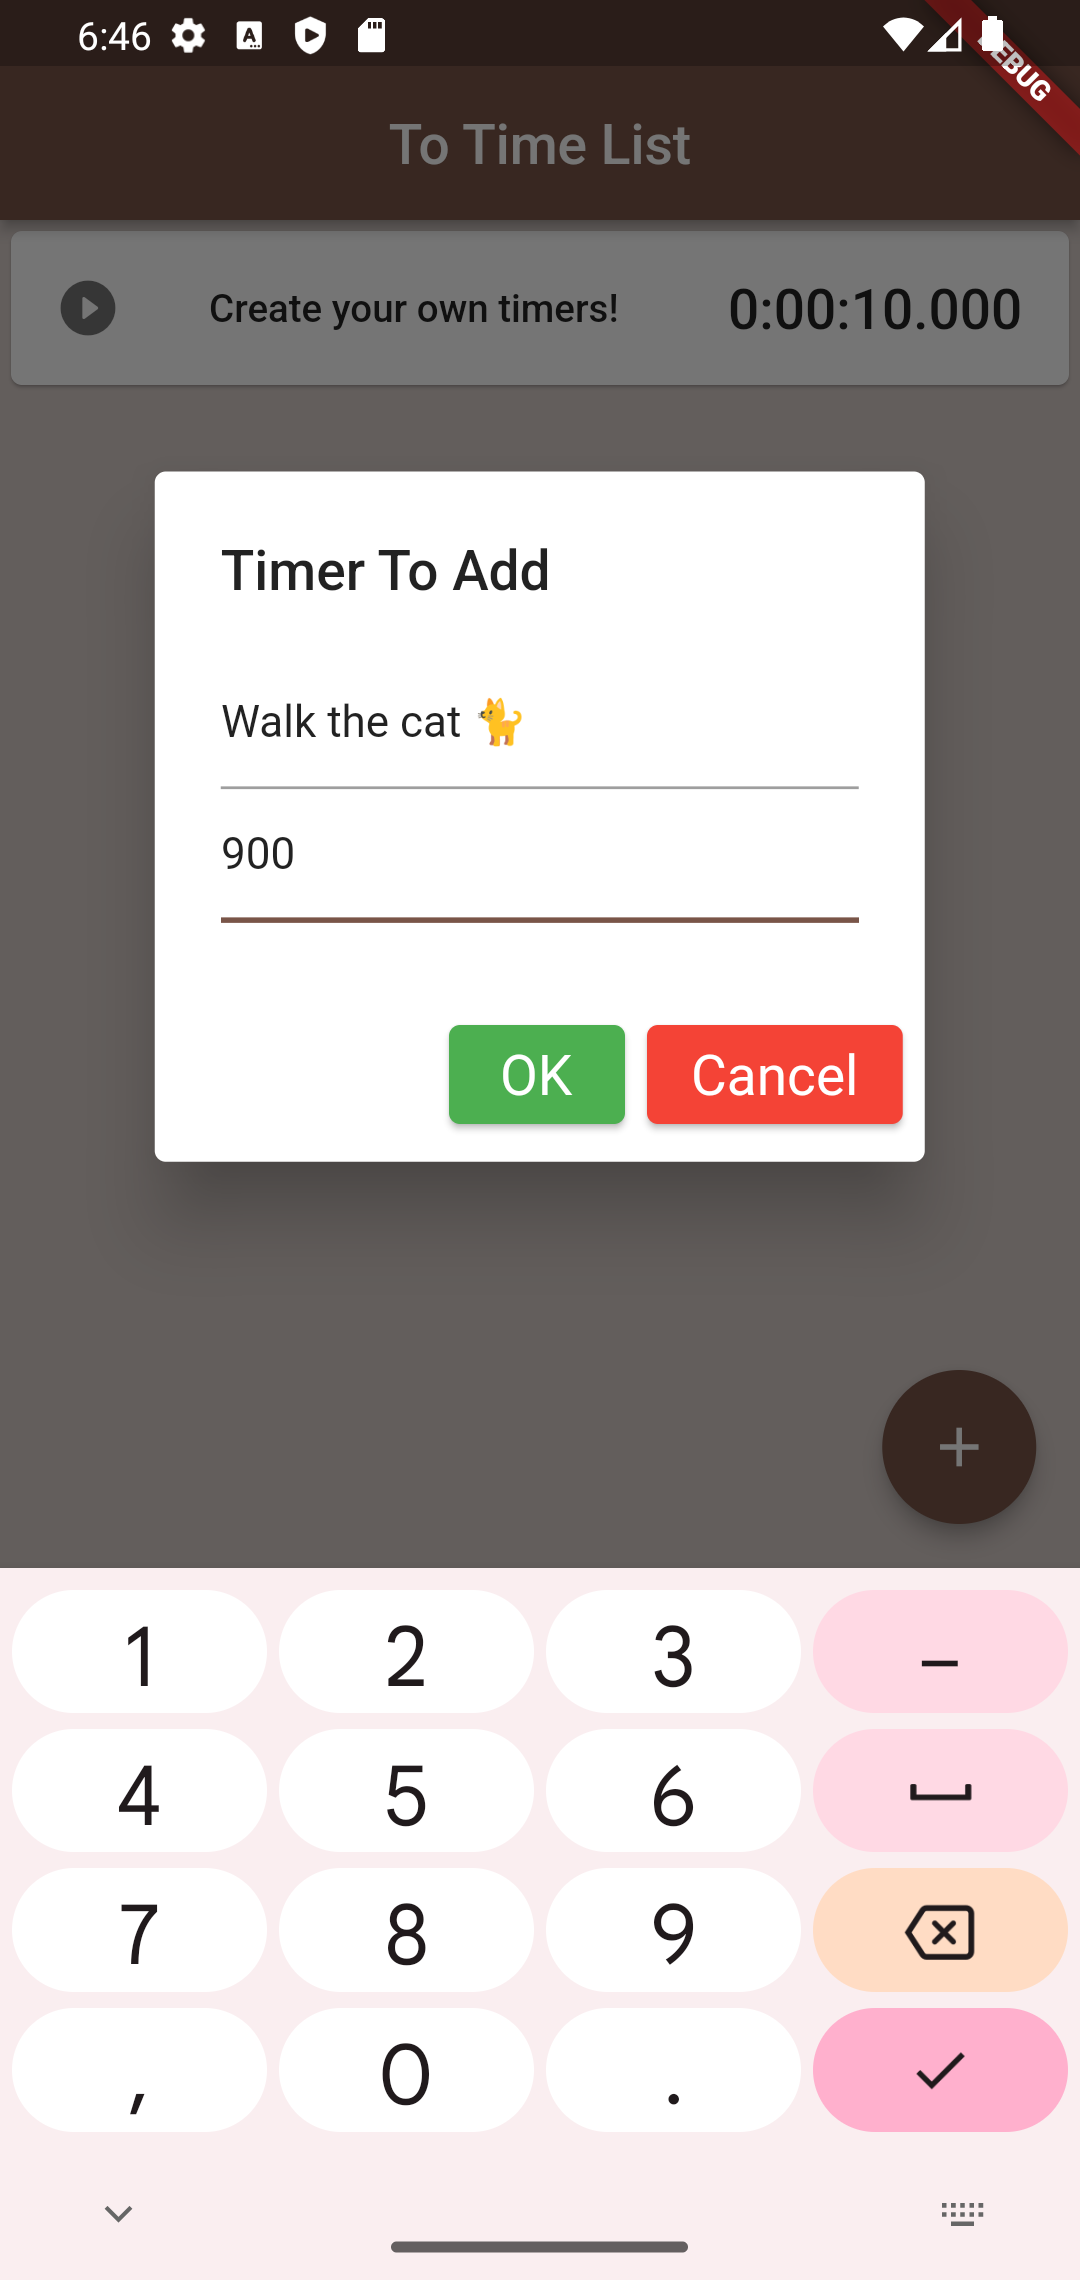 6:46
DEBUG
To Time List
Create your own timers!
0:00:10.000
Timer To Add
Walk the cat 🐈
900
OK
Cancel
+
1
2
3
–
4
5
6
7
8
9
,
0
.